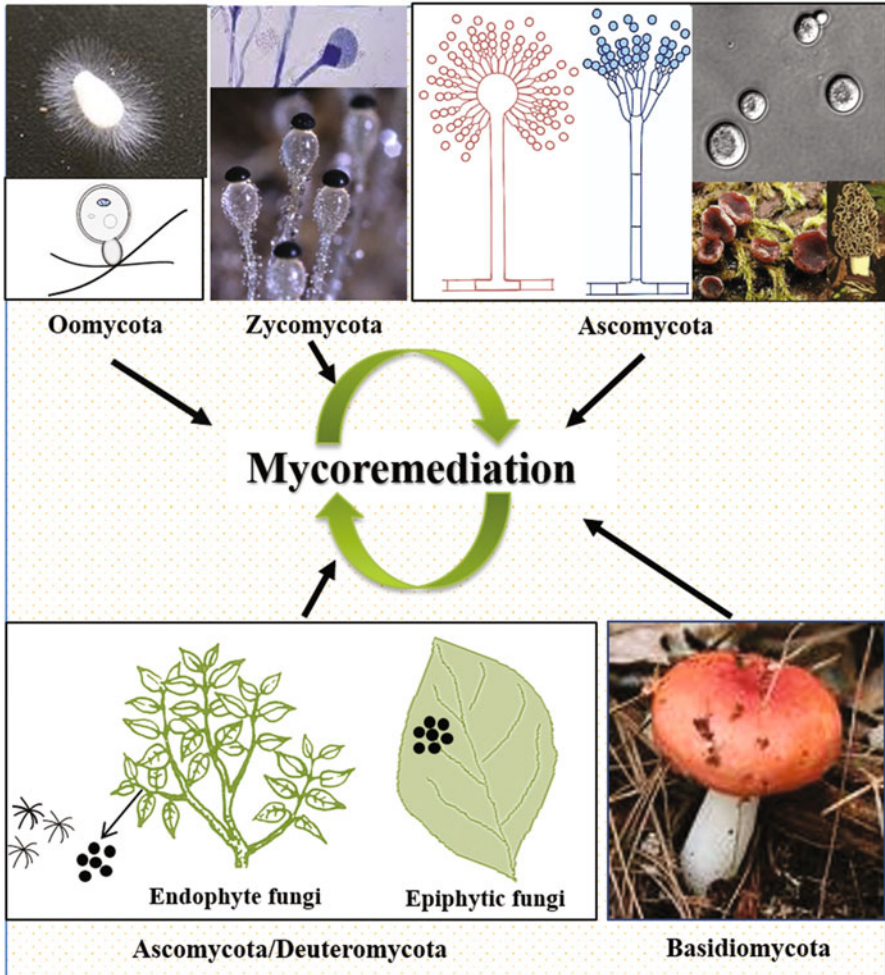 Oomycota
Zycomycota
Ascomycota
Mycoremediation
Endophyte fungi
Epiphytic fungi
Ascomycota/Deuteromycota
Basidiomycota